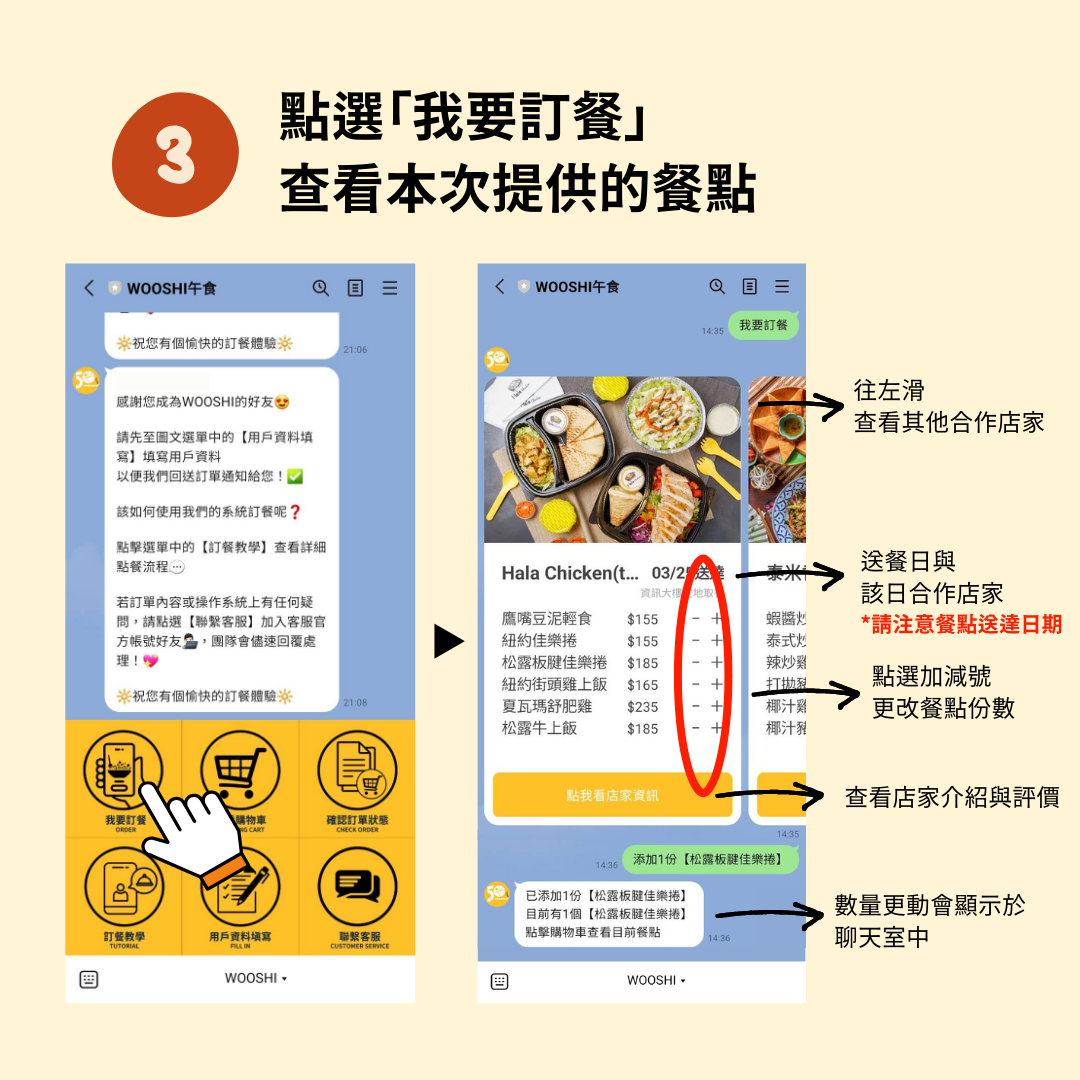 3
點選「我要訂餐」
查看本次提供的餐點
WOOSHI午食
祝您有個愉快的訂餐體驗
21:06
感謝您成為WOOSHI的好友
請先至圖文選單中的【用戶資料填
寫】填寫用戶資料
以便我們回送訂單通知給您！
該如何使用我們的系統訂餐呢
點擊選單中的【訂餐教學】查看詳細
點餐流程
若訂單內容或操作系統上有任何疑
問，請點選【聯繫客服】加入客服官
方帳號好友，團隊會儘速回覆處
理！
祝您有個愉快的訂餐體驗
21:08
我要訂餐
ORDER
購物車
CART
確認訂單狀態
CHECK ORDER
訂餐教學
TUTORIAL
用戶資料填寫
FILL IN
聯繫客服
CUSTOMER SERVICE
WOOSHI
WOOSHI午食
14:35
我要訂餐
Hala Chicken(t...
泰米
鷹嘴豆泥輕食 $155 - +
紐約佳樂捲 $155 - +
松露板腱佳樂捲 $185 - +
紐約街頭雞上飯 $165 - +
夏瓦瑪舒肥雞 $235 - +
松露牛上飯 $185 - +
蝦醬炒
泰式炒
辣炒雞
打拋豬
椰汁雞
椰汁豬
點我看店家資訊
14:35
14:36
添加1份【松露板腱佳樂捲】
已添加1份【松露板腱佳樂捲】
目前有1個【松露板腱佳樂捲】
點擊購物車查看目前餐點
14:36
WOOSHI
往左滑
查看其他合作店家
送餐日與
該日合作店家
*請注意餐點送達日期
點選加減號
更改餐點份數
查看店家介紹與評價
數量更動會顯示於
聊天室中